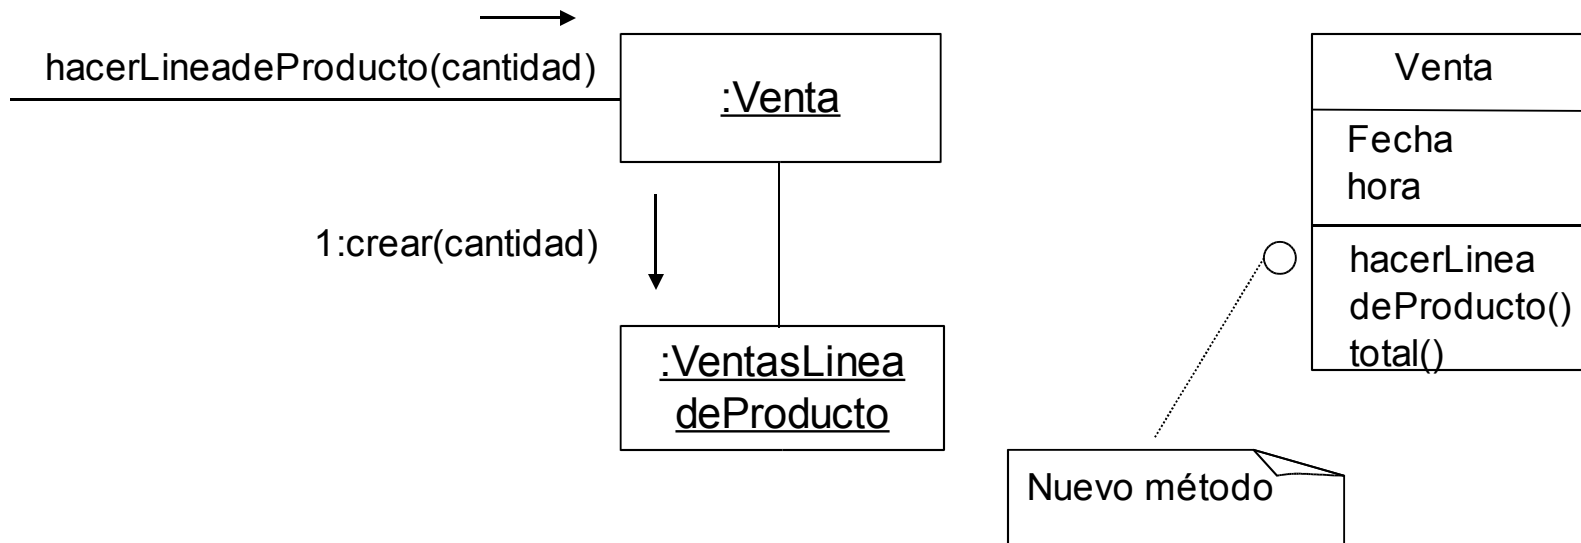 hacerLineadeProducto(cantidad)
:Venta
1:crear(cantidad)
:VentasLinea
deProducto
Venta
Fecha
hora
hacerLinea
deProducto()
total()
Nuevo método